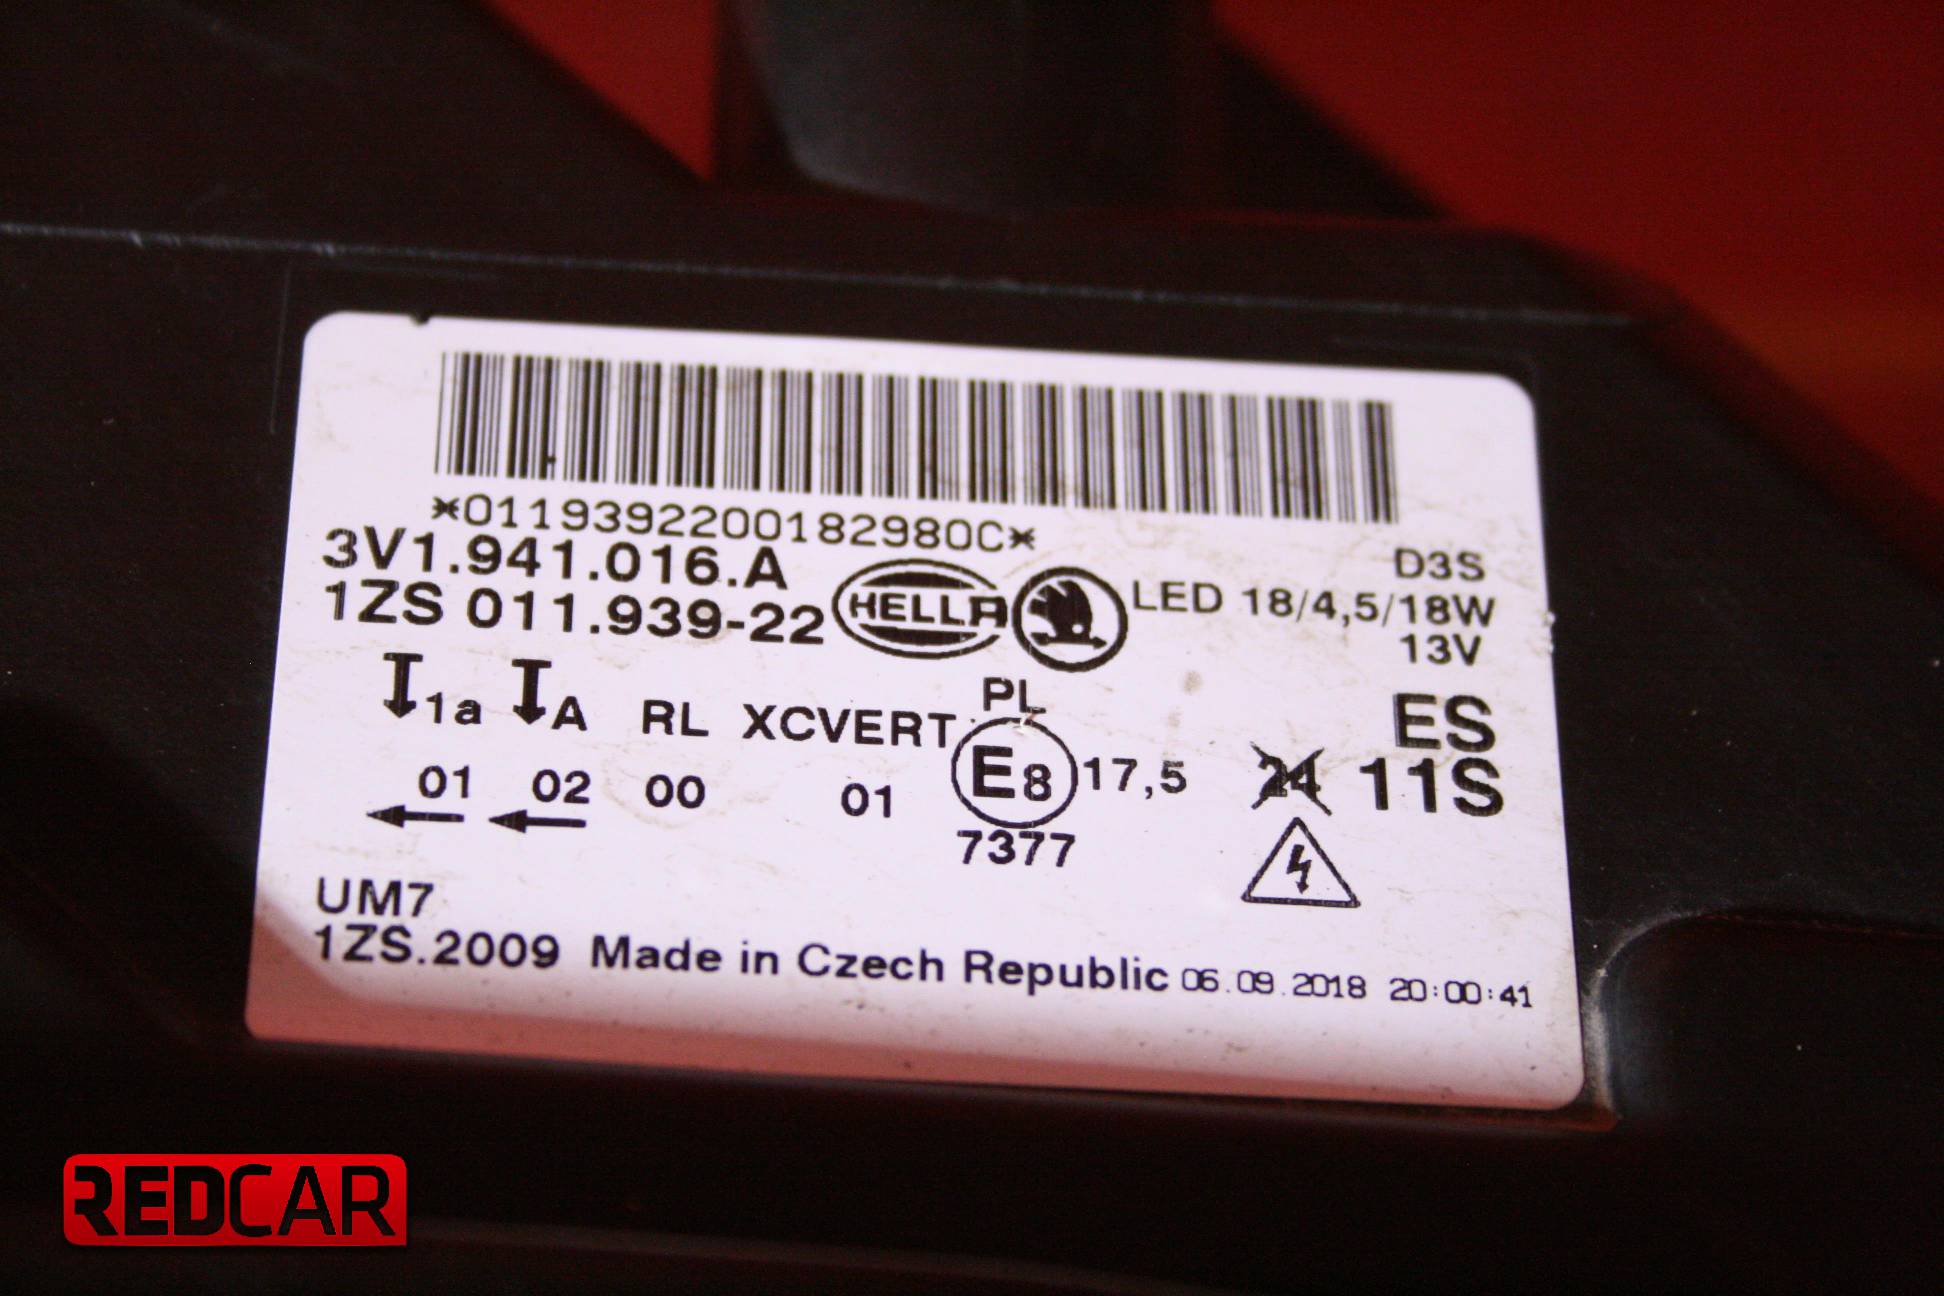 *0119392200182980C*
3V1.941.016.A
1ZS 011.939-22
HELLA
D3S
LED 18/4,5/18W
13V
1a A RL XCVERT PL
01 02 00 01 E8 17,5
7377
24
ES
11S
UM7
1ZS.2009 Made in Czech Republic 06.09.2018 20:00:41
REDCAR